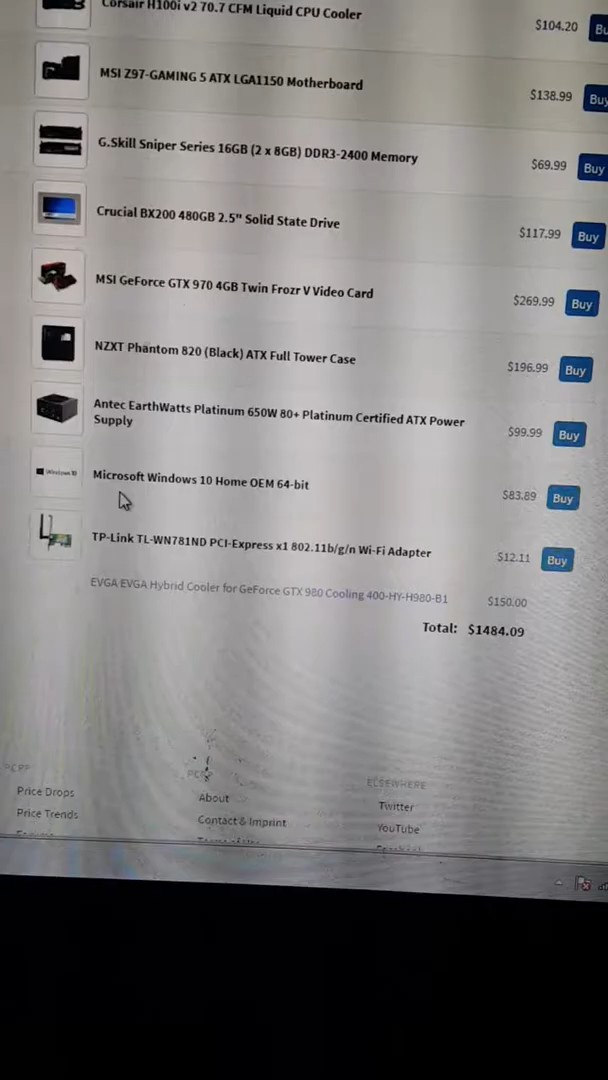 Corsair H100i v2 70.7 CFM Liquid CPU Cooler $104.20 Bu
MSI Z97-GAMING 5 ATX LGA1150 Motherboard $138.99 Buy
G.Skill Sniper Series 16GB (2 x 8GB) DDR3-2400 Memory $69.99 Buy
Crucial BX200 480GB 2.5" Solid State Drive $117.99 Buy
MSI GeForce GTX 970 4GB Twin Frozr V Video Card $269.99 Buy
NZXT Phantom 820 (Black) ATX Full Tower Case $196.99 Buy
Antec EarthWatts Platinum 650W 80+ Platinum Certified ATX Power
Supply $99.99 Buy
Windows 10 Microsoft Windows 10 Home OEM 64-bit $83.89 Buy
TP-Link TL-WN781ND PCI-Express x1 802.11b/g/n Wi-Fi Adapter $12.11 Buy
EVGA EVGA Hybrid Cooler for GeForce GTX 980 Cooling 400-HY-H980-B1 $150.00
Total: $1484.09
PCPP
Price Drops
Price Trends
About
Contact & Imprint
ELSEWHERE
Twitter
YouTube